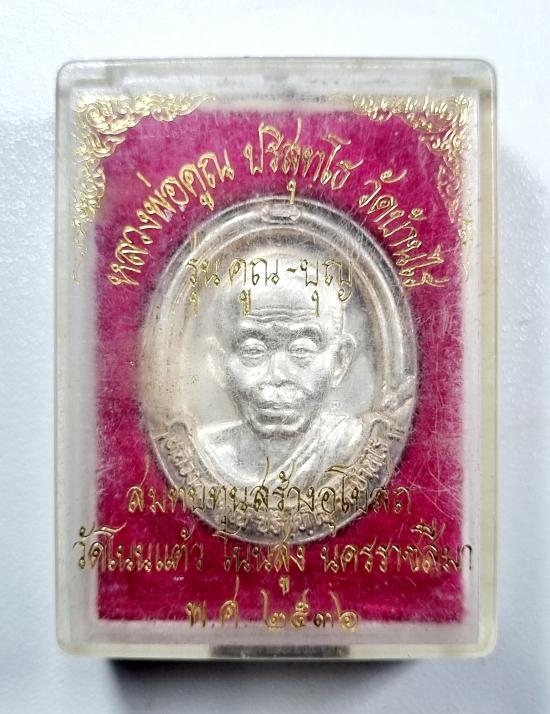 หลวงพ่อคูณ ปริสุทโธ วัดบ้านไร่
รุ่น คูณ-บุญ
สมทบทุนสร้างอุโบสถ
วัดโนนแต้ว โนนสูง นครราชสีมา
พ.ศ. ๒๕๓๖